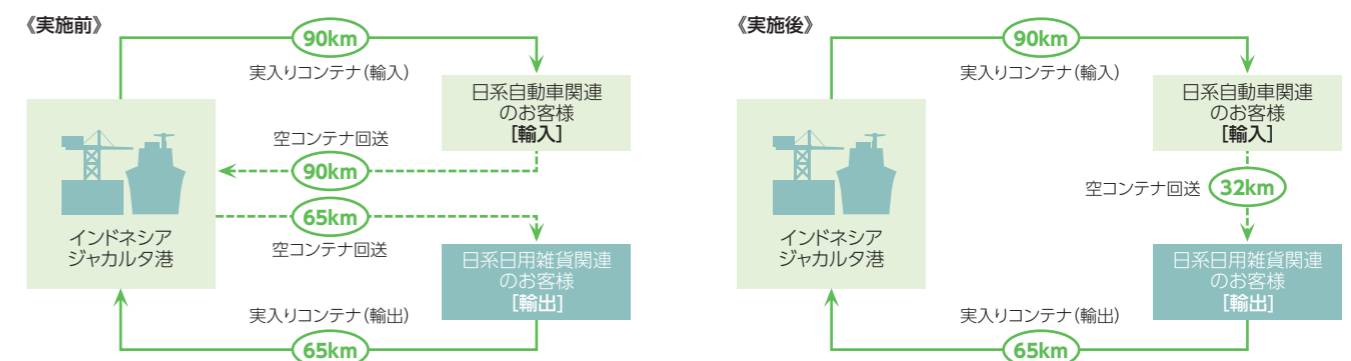 《実施前》
90km
実入りコンテナ(輸入)
日系自動車関連
のお客様
[輸入]
空コンテナ回送
90km
65km
空コンテナ回送
インドネシア
ジャカルタ港
日系日用雑貨関連
のお客様
[輸出]
実入りコンテナ(輸出)
65km
《実施後》
90km
実入りコンテナ(輸入)
日系自動車関連
のお客様
[輸入]
空コンテナ回送 32km
インドネシア
ジャカルタ港
日系日用雑貨関連
のお客様
[輸出]
実入りコンテナ(輸出)
65km